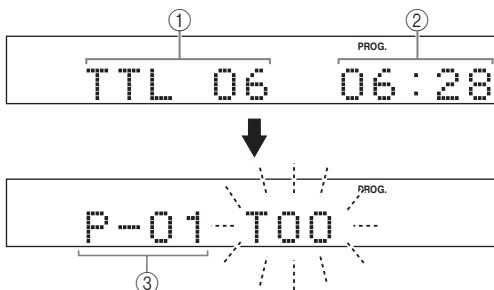 ① ②
PROG.
TTL 06 06:28
PROG.
P-01 T00
③